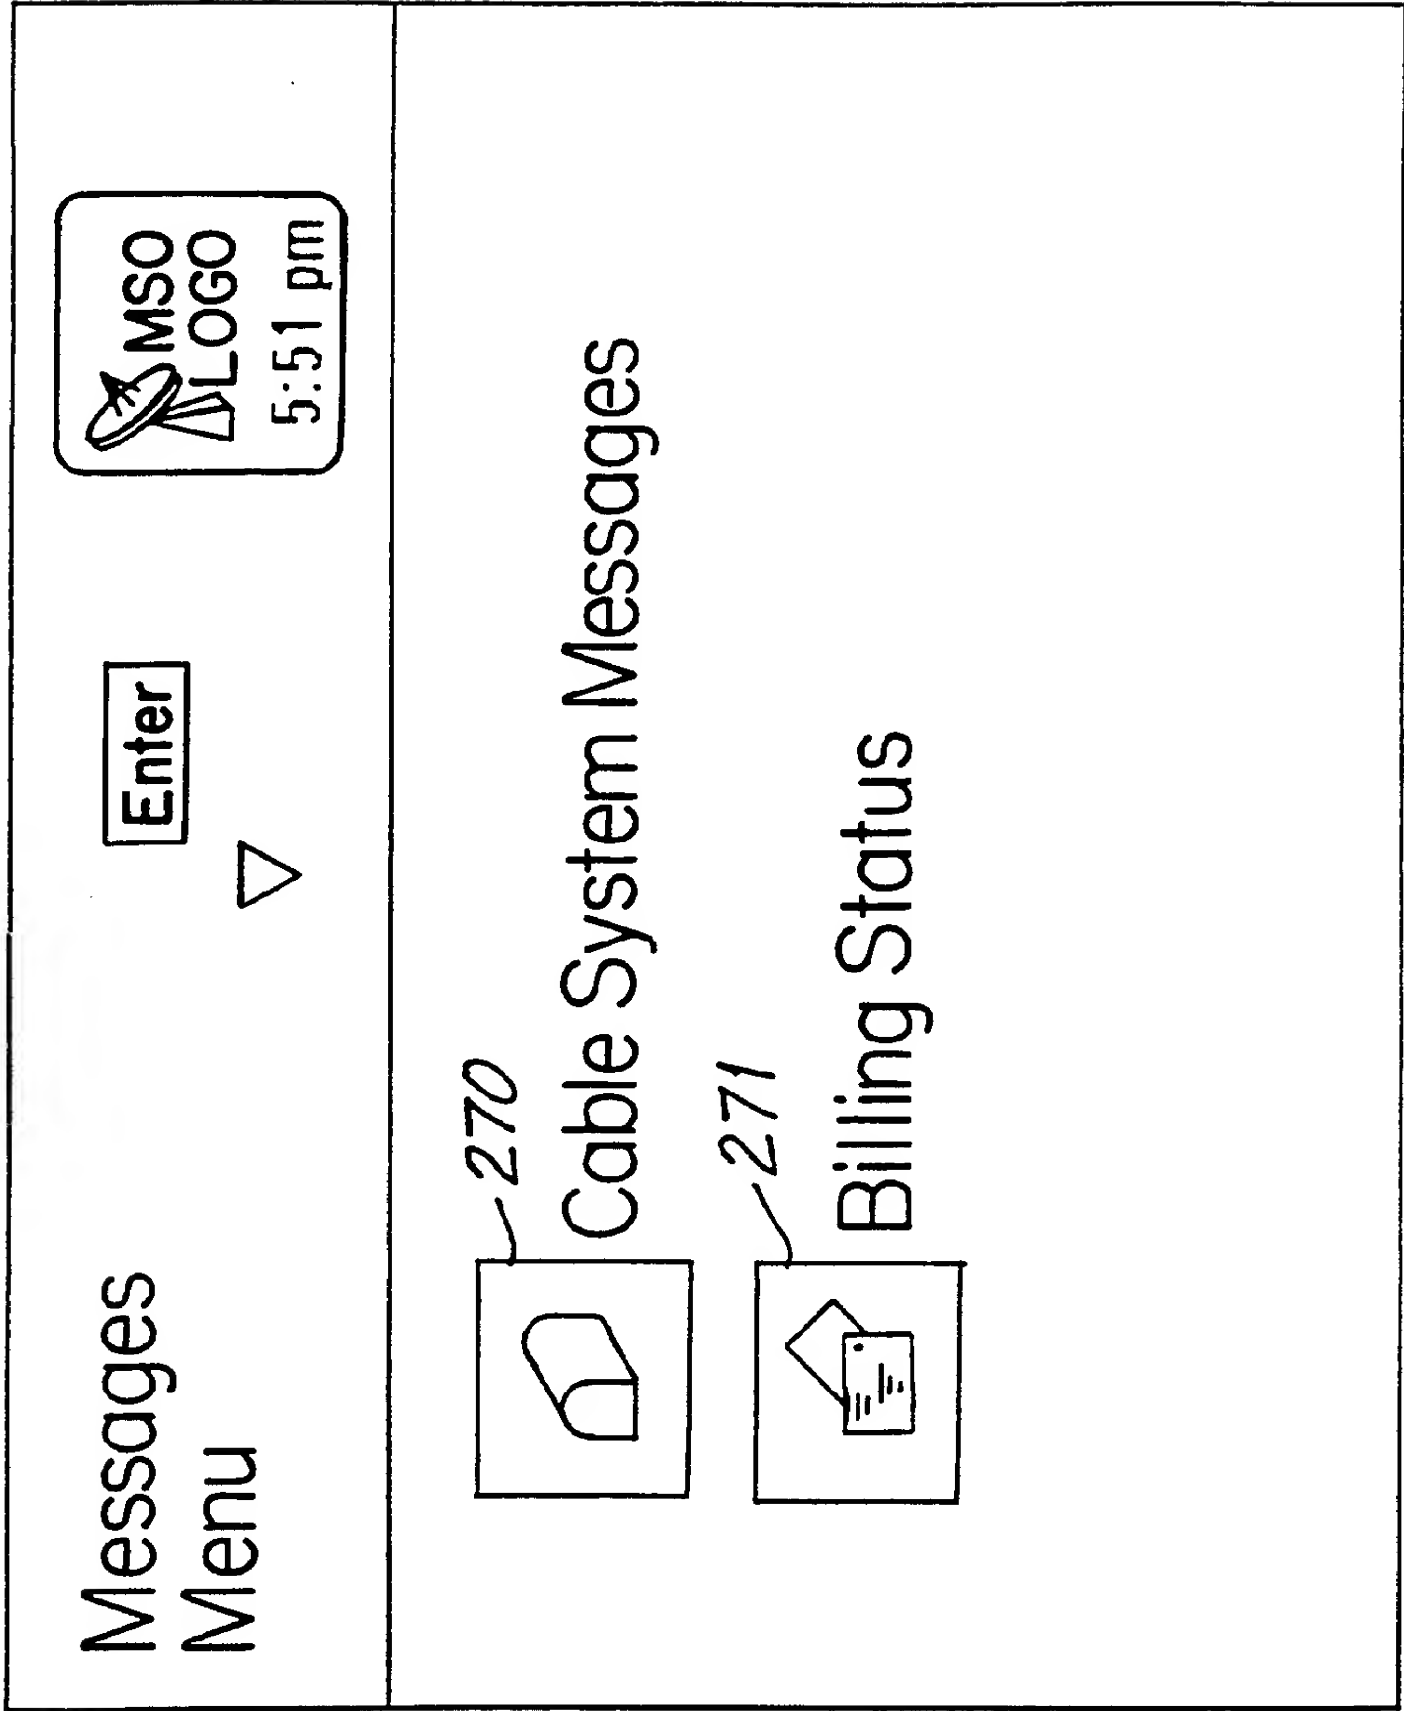 Messages
Menu
Enter
MSO
LOGO
5:51 pm
270
Cable System Messages
271
Billing Status